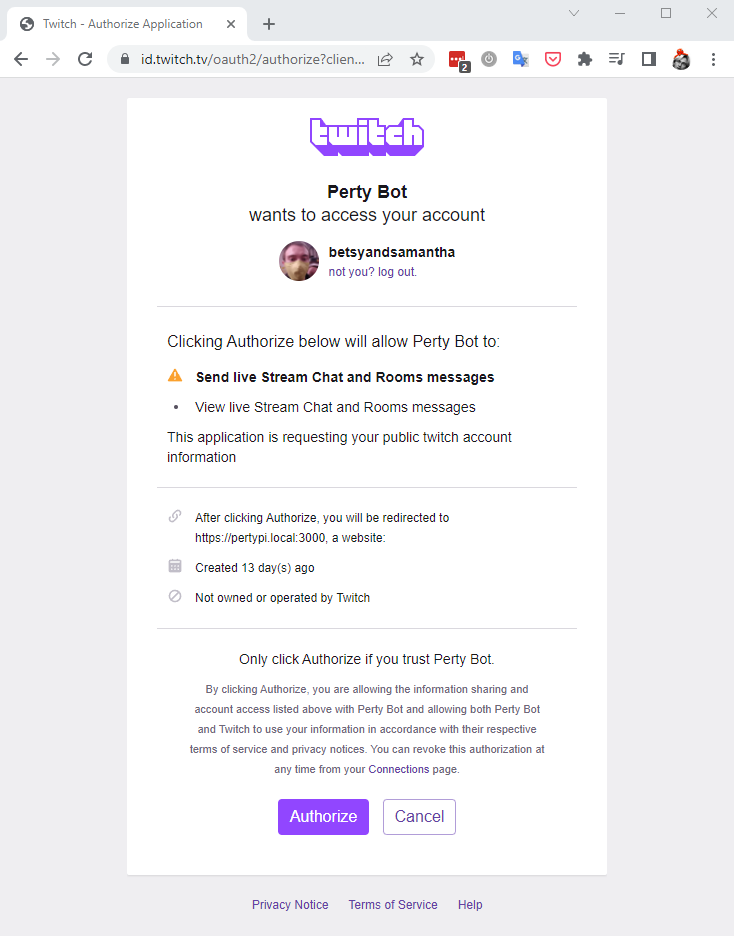 Twitch - Authorize Application
id.twitch.tv/oauth2/authorize?clien...
2
twitch
Perty Bot
wants to access your account
betsyandsamantha
not you? log out.
Clicking Authorize below will allow Perty Bot to:
Send live Stream Chat and Rooms messages
• View live Stream Chat and Rooms messages
This application is requesting your public twitch account
information
After clicking Authorize, you will be redirected to
https://pertypi.local:3000, a website:
Created 13 day(s) ago
Not owned or operated by Twitch
Only click Authorize if you trust Perty Bot.
By clicking Authorize, you are allowing the information sharing and
account access listed above with Perty Bot and allowing both Perty Bot
and Twitch to use your information in accordance with their respective
terms of service and privacy notices. You can revoke this authorization at
any time from your Connections page.
Authorize Cancel
Privacy Notice Terms of Service Help